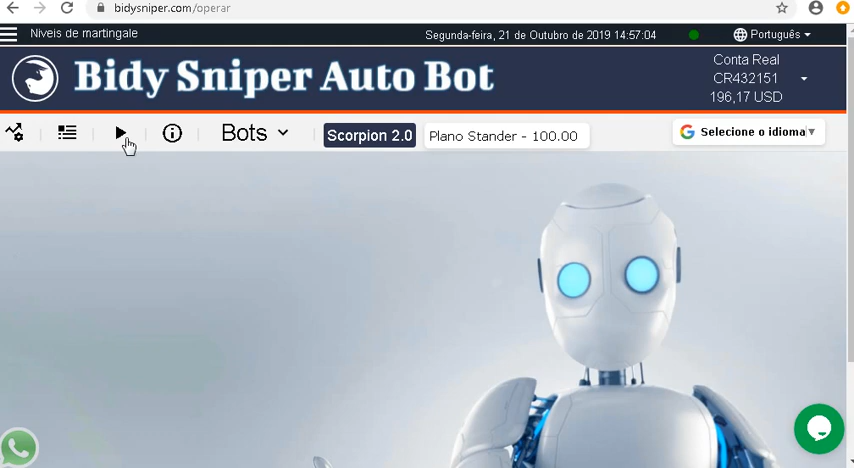 bidysniper.com/operar
Niveis de martingale
Segunda-feira, 21 de Outubro de 2019 14:57:04
Português
Bidy Sniper Auto Bot
Conta Real
CR432151
196,17 USD
Bots
Scorpion 2.0
Plano Stander - 100.00
Selecione o idioma